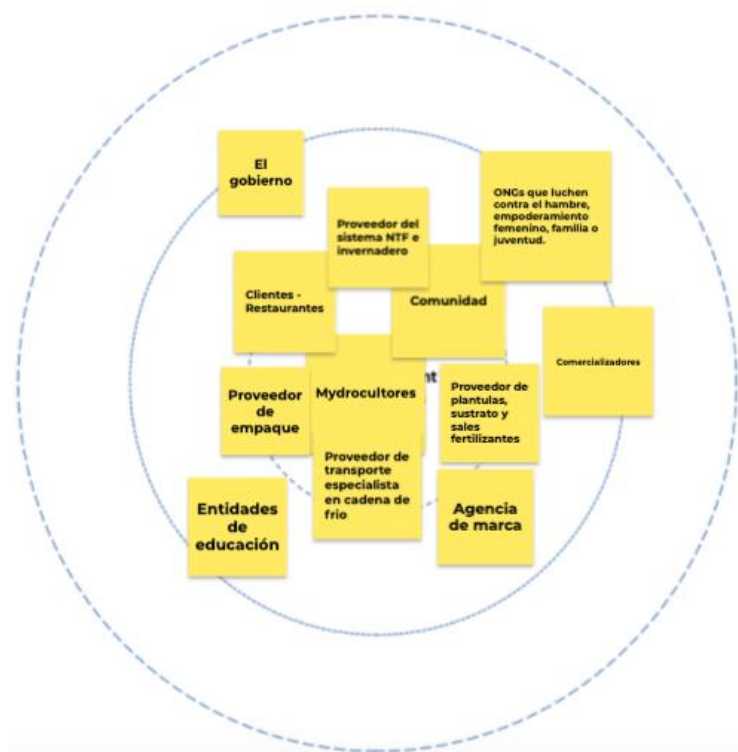 El
gobierno
ONGs que luchen
contra el hambre,
empoderamiento
femenino, familia o
juventud.
Proveedor del
sistema NTF e
invernadero
Clientes -
Restaurantes
Comunidad
Comercializadores
Proveedor
de
empaque
Mydrocultores
nt
Proveedor de
plantulas,
sustrato y
sales
fertilizantes
Proveedor de
transporte
especialista
en cadena de
frio
Entidades
de
educación
Agencia
de marca